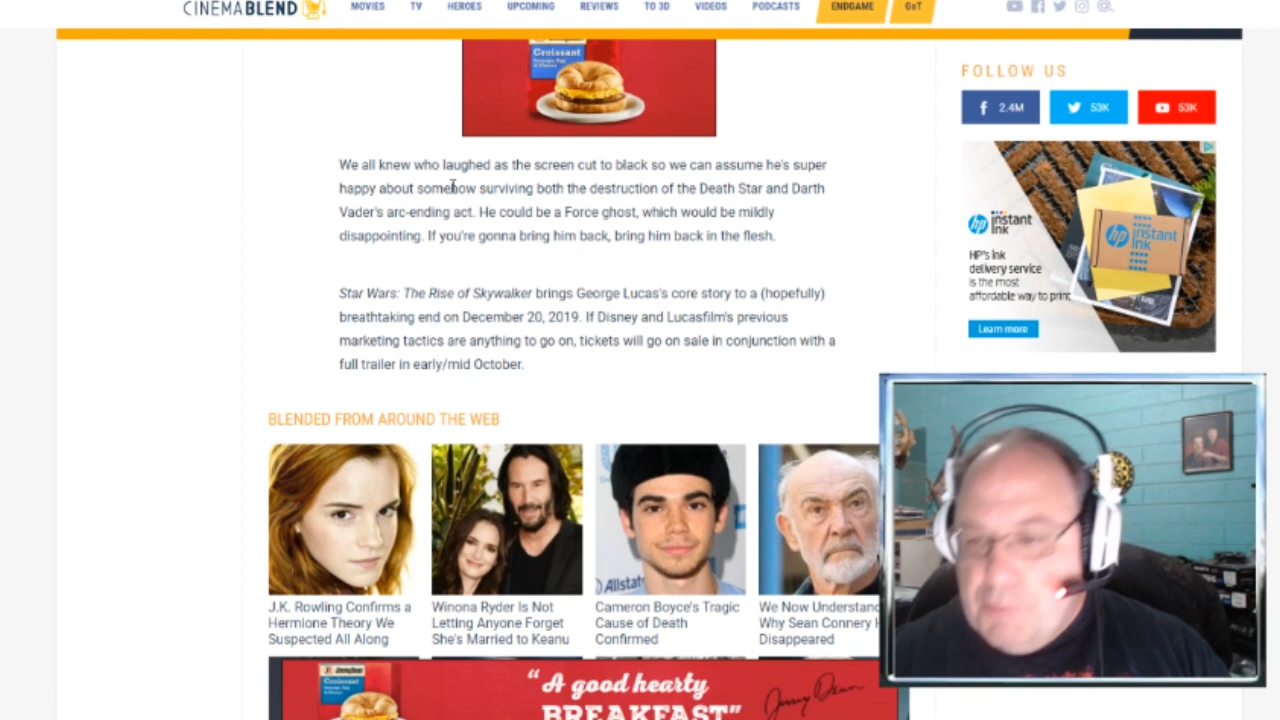 CINEMABLEND
MOVIES TV HEROES UPCOMING REVIEWS TO 3D VIDEOS PODCASTS ENDGAME GoT
Croissant
FOLLOW US
2.4M 53K 53K
We all knew who laughed as the screen cut to black so we can assume he's super
happy about somehow surviving both the destruction of the Death Star and Darth
Vader's arc-ending act. He could be a Force ghost, which would be mildly
disappointing. If you're gonna bring him back, bring him back in the flesh.
hp instant ink
HP's ink
delivery service
is the most
affordable way to print
Learn more
hp instant ink
Star Wars: The Rise of Skywalker brings George Lucas's core story to a (hopefully)
breathtaking end on December 20, 2019. If Disney and Lucasfilm's previous
marketing tactics are anything to go on, tickets will go on sale in conjunction with a
full trailer in early/mid October.
BLENDED FROM AROUND THE WEB
Allstat
J.K. Rowling Confirms a
Hermione Theory We
Suspected All Along
Winona Ryder Is Not
Letting Anyone Forget
She's Married to Keanu
Cameron Boyce's Tragic
Cause of Death
Confirmed
We Now Understand
Why Sean Connery H
Disappeared
Croissant
"A good hearty
BREAKFAST"
Jimmy Dean